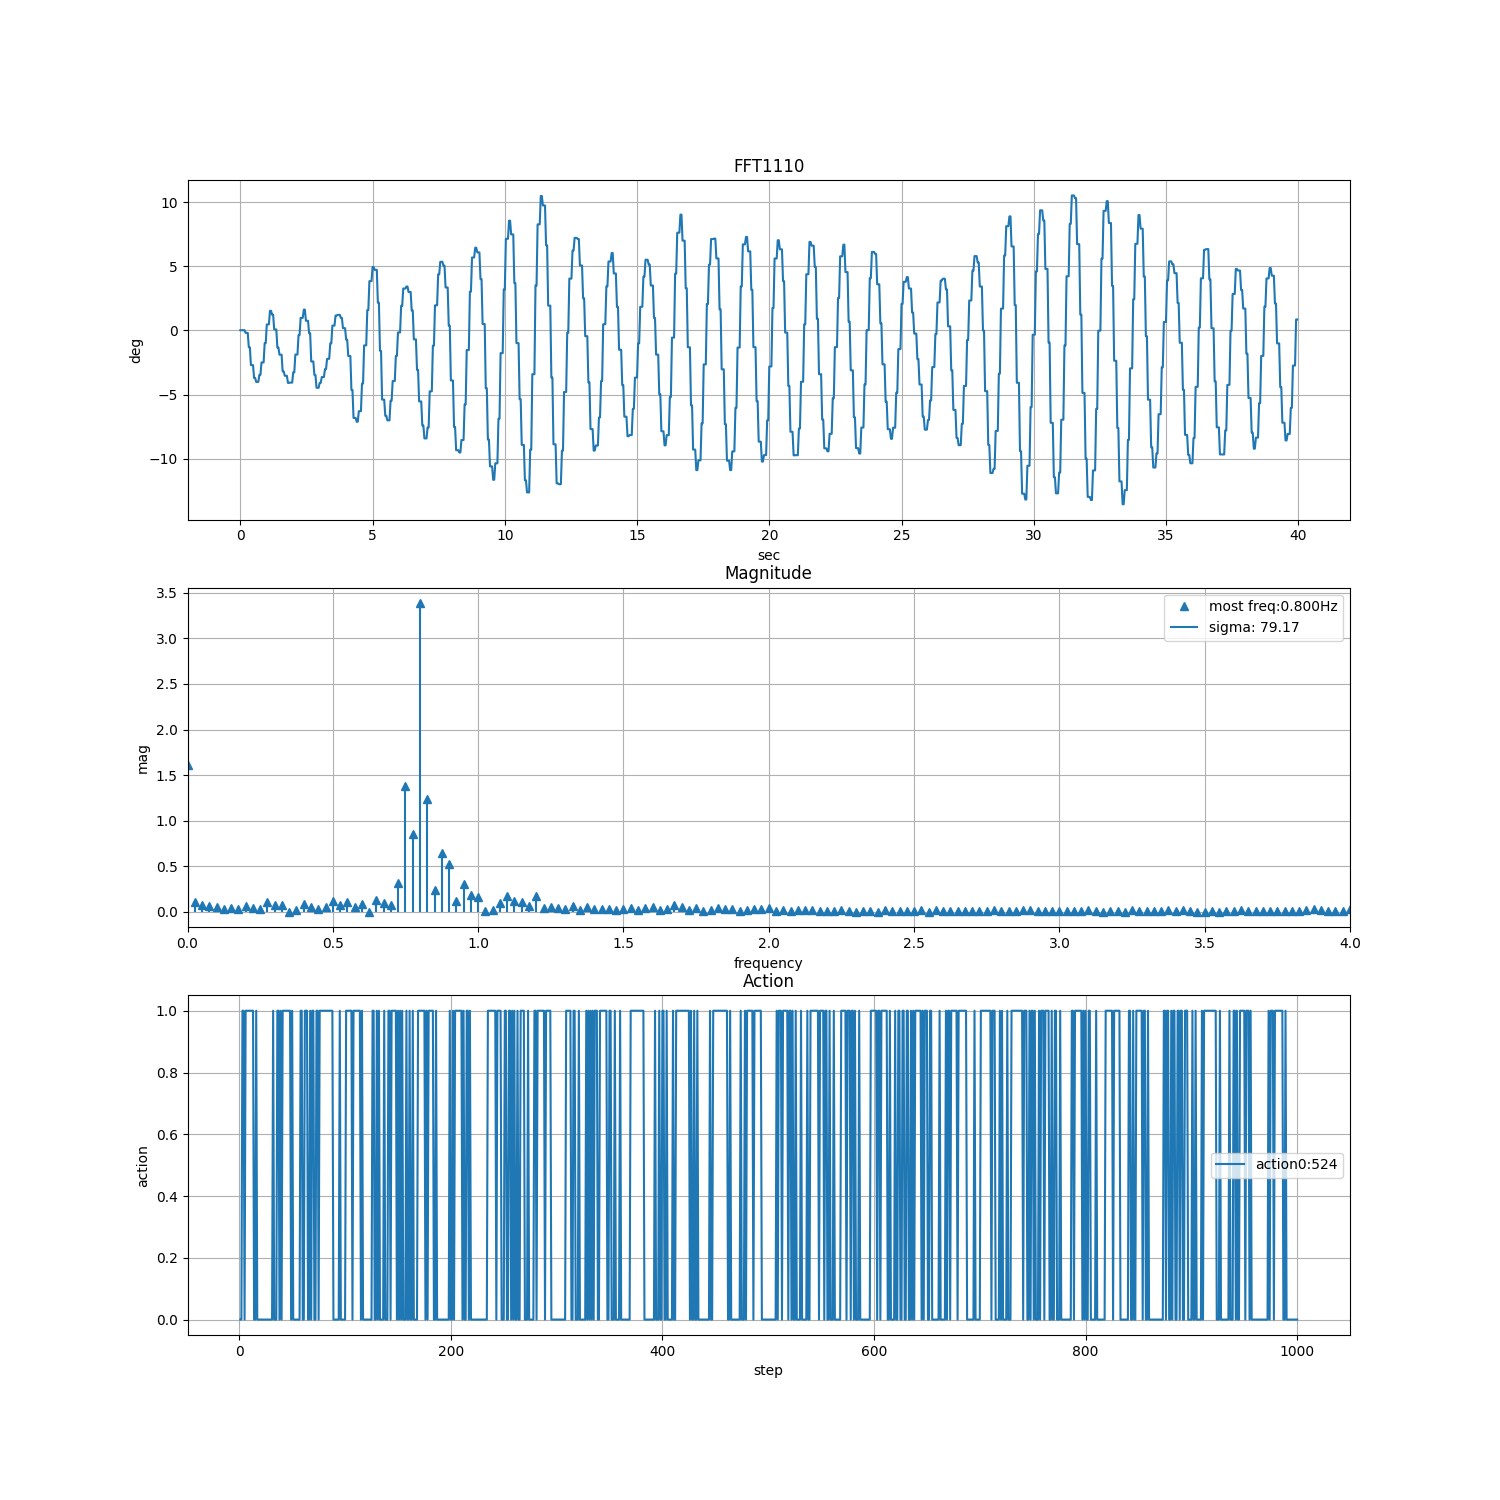 FFT1110
10
5
0
−5
−10
deg
0 5 10 15 20 25 30 35 40
sec
Magnitude
3.5
3.0
2.5
2.0
1.5
1.0
0.5
0.0
mag
most freq:0.800Hz
sigma: 79.17
0.0 0.5 1.0 1.5 2.0 2.5 3.0 3.5 4.0
frequency
Action
1.0
0.8
0.6
0.4
0.2
0.0
action
action0:524
0 200 400 600 800 1000
step